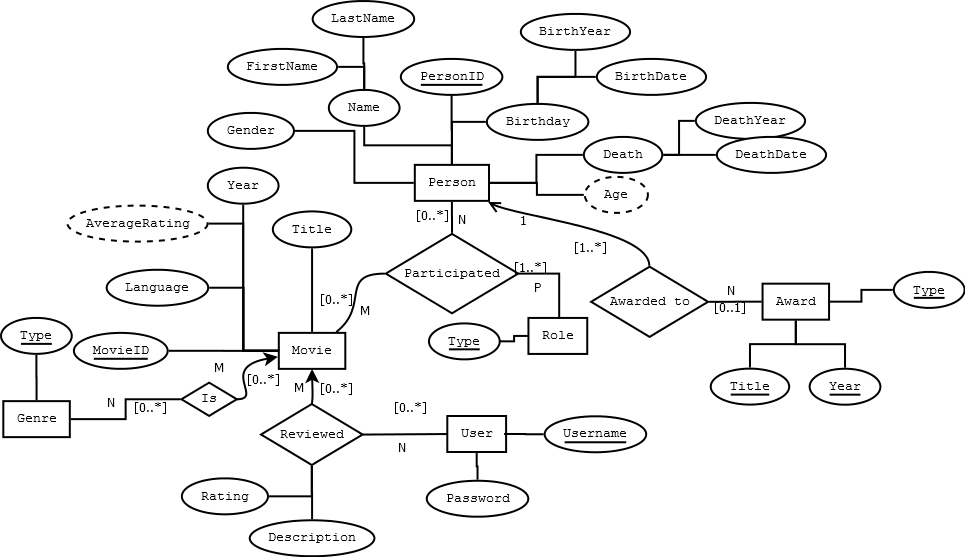 LastName
BirthYear
FirstName
PersonID
BirthDate
Name
Birthday
DeathYear
Gender
Death
DeathDate
Person
Year
Age
[0..*]
N
1
AverageRating
Title
[1..*]
Participated
[1..*]
Language
P
N
Type
[0..*]
Awarded to
Award
[0..1]
M
Type
Role
Type
MovieID
Movie
M
[0..*]
M
[0..*]
Title
Year
Is
N
[0..*]
[0..*]
Genre
Reviewed
User
Username
N
Rating
Password
Description